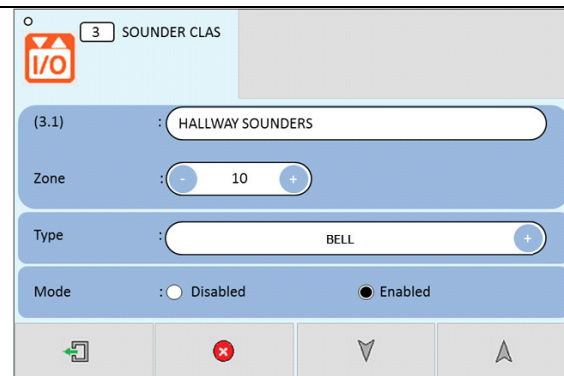 3 SOUNDER CLAS
I/O
(3.1) : HALLWAY SOUNDERS
Zone : - 10 +
Type : BELL +
Mode : Disabled Enabled